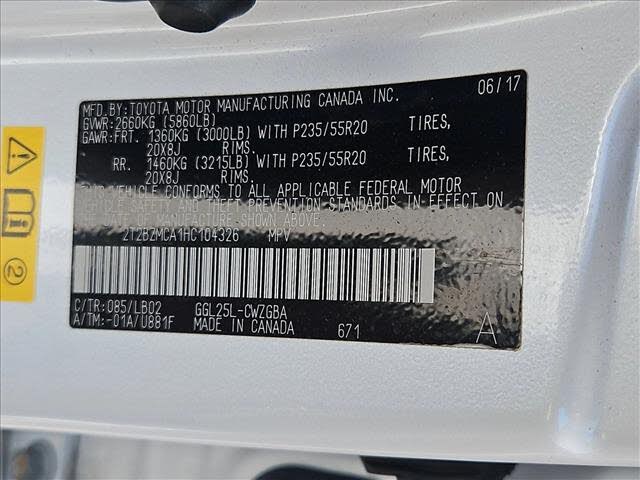 MFD.BY:TOYOTA MOTOR MANUFACTURING CANADA INC. 06/17
GVWR:2660KG (5860LB)
GAWR:FRT. 1360KG (3000LB) WITH P235/55R20 TIRES,
20X8J RIMS.
RR. 1460KG (3215LB) WITH P235/55R20 TIRES,
20X8J RIMS.
THIS VEHICLE CONFORMS TO ALL APPLICABLE FEDERAL MOTOR
VEHICLE SAFETY AND THEFT PREVENTION STANDARDS IN EFFECT ON
THE DATE OF MANUFACTURE SHOWN ABOVE.
2T2BZMCA1HC104326 MPV
C/TR:085/LB02 GGL25L-CWZGBA
A/TM:-01A/U881F MADE IN CANADA 671 A
2